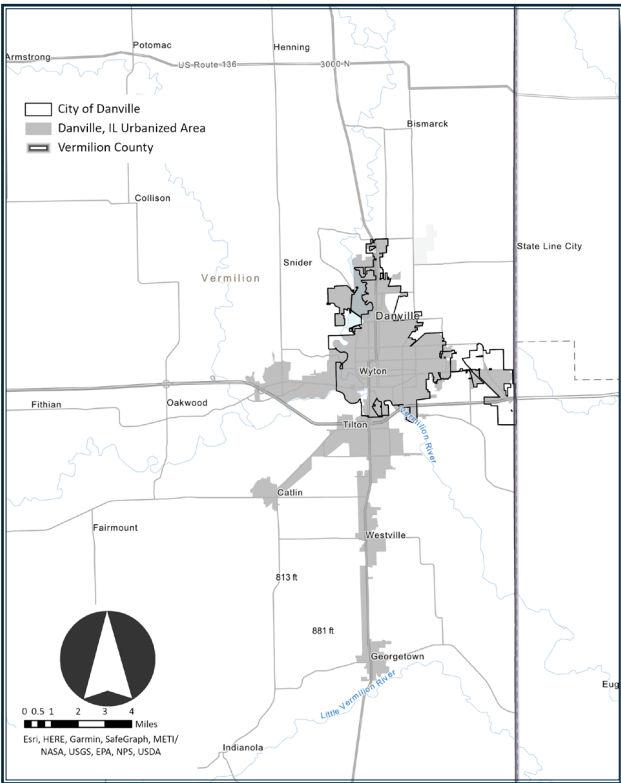 Potomac
Henning
Armstrong
US-Route-136
3000-N
City of Danville
Danville, IL Urbanized Area
Vermilion County
Bismarck
Collison
State Line City
Snider
Vermilion
Danville
Wyton
Fithian
Oakwood
Tilton
Vermilion River
Catlin
Fairmount
Westville
813 ft
881 ft
Georgetown
Eug
Little Vermilion River
0 0.5 1 2 3 4
Miles
Esri, HERE, Garmin, SafeGraph, METI/
NASA, USGS, EPA, NPS, USDA
Indianola